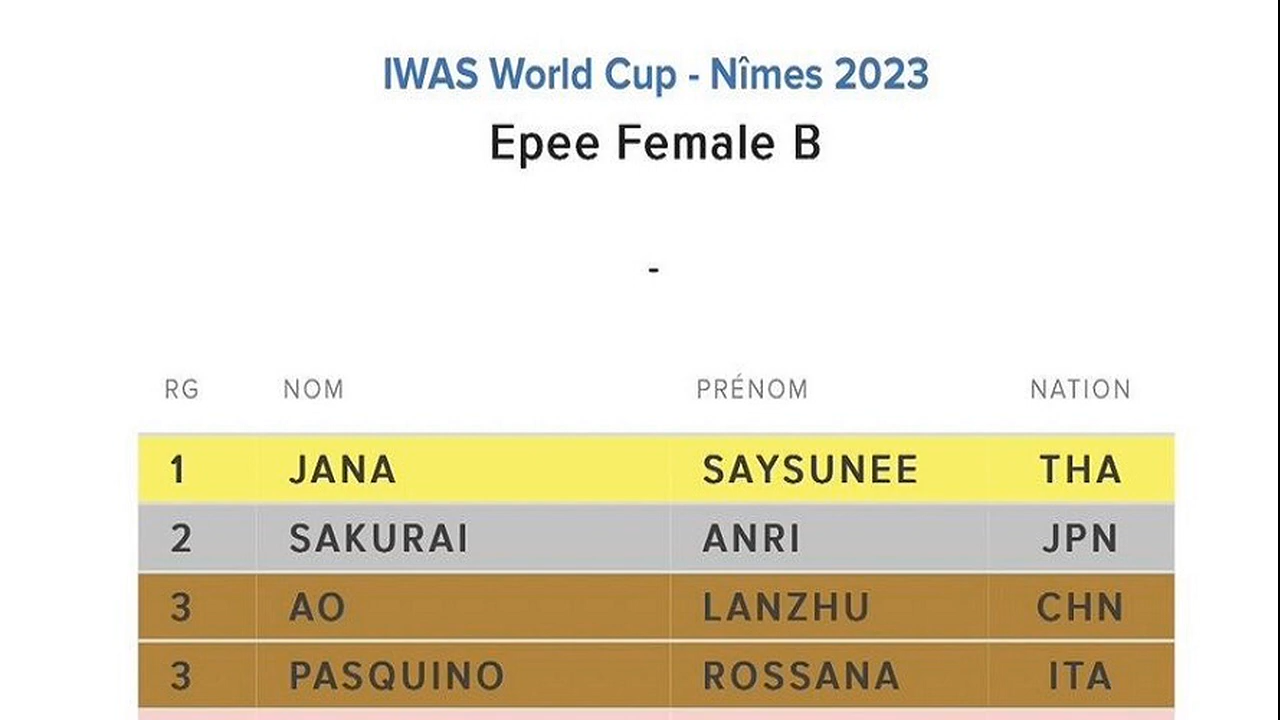 IWAS World Cup - Nîmes 2023
Epee Female B
-
RG NOM PRÉNOM NATION
1 JANA SAYSUNEE THA
2 SAKURAI ANRI JPN
3 AO LANZHU CHN
3 PASQUINO ROSSANA ITA